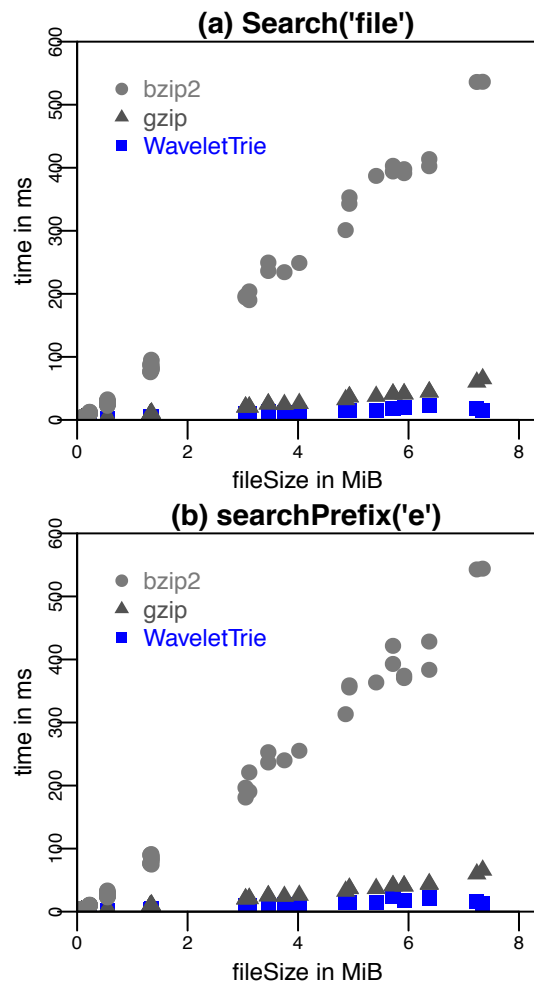 (a) Search('file')
600
500
400
300
200
100
0
time in ms
bzip2
gzip
WaveletTrie
0 2 4 6 8
fileSize in MiB
(b) searchPrefix('e')
600
500
400
300
200
100
0
time in ms
bzip2
gzip
WaveletTrie
0 2 4 6 8
fileSize in MiB